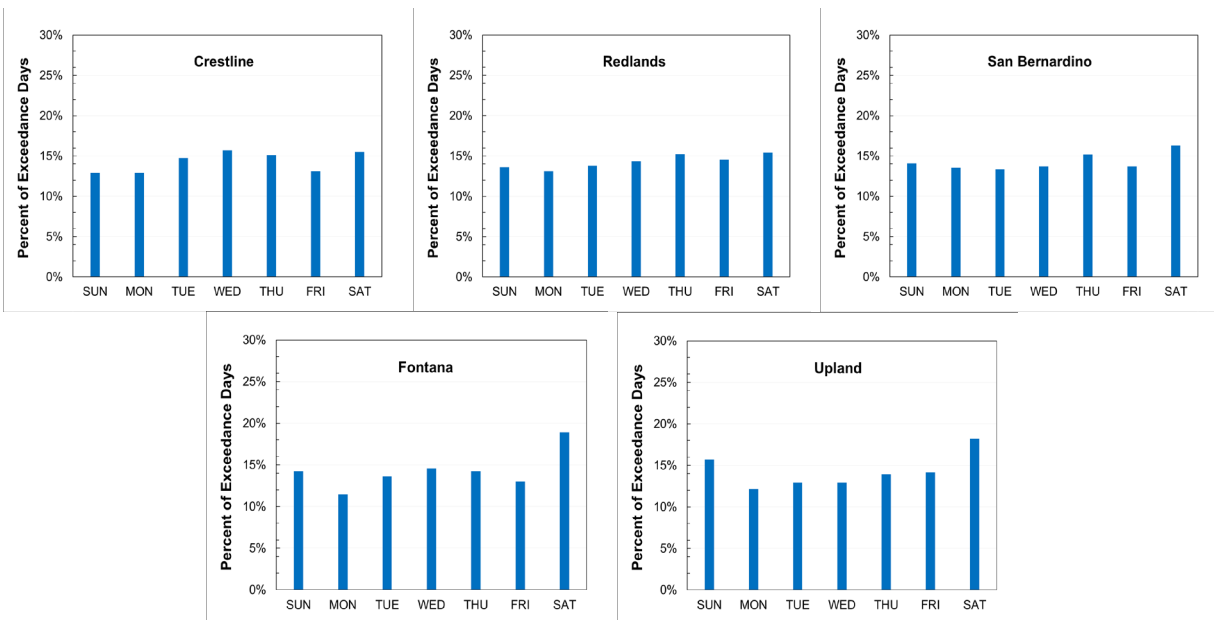 Crestline
Percent of Exceedance Days
30%
25%
20%
15%
10%
5%
0%
SUN MON TUE WED THU FRI SAT
Redlands
Percent of Exceedance Days
30%
25%
20%
15%
10%
5%
0%
SUN MON TUE WED THU FRI SAT
San Bernardino
Percent of Exceedance Days
30%
25%
20%
15%
10%
5%
0%
SUN MON TUE WED THU FRI SAT
Fontana
Percent of Exceedance Days
30%
25%
20%
15%
10%
5%
0%
SUN MON TUE WED THU FRI SAT
Upland
Percent of Exceedance Days
30%
25%
20%
15%
10%
5%
0%
SUN MON TUE WED THU FRI SAT